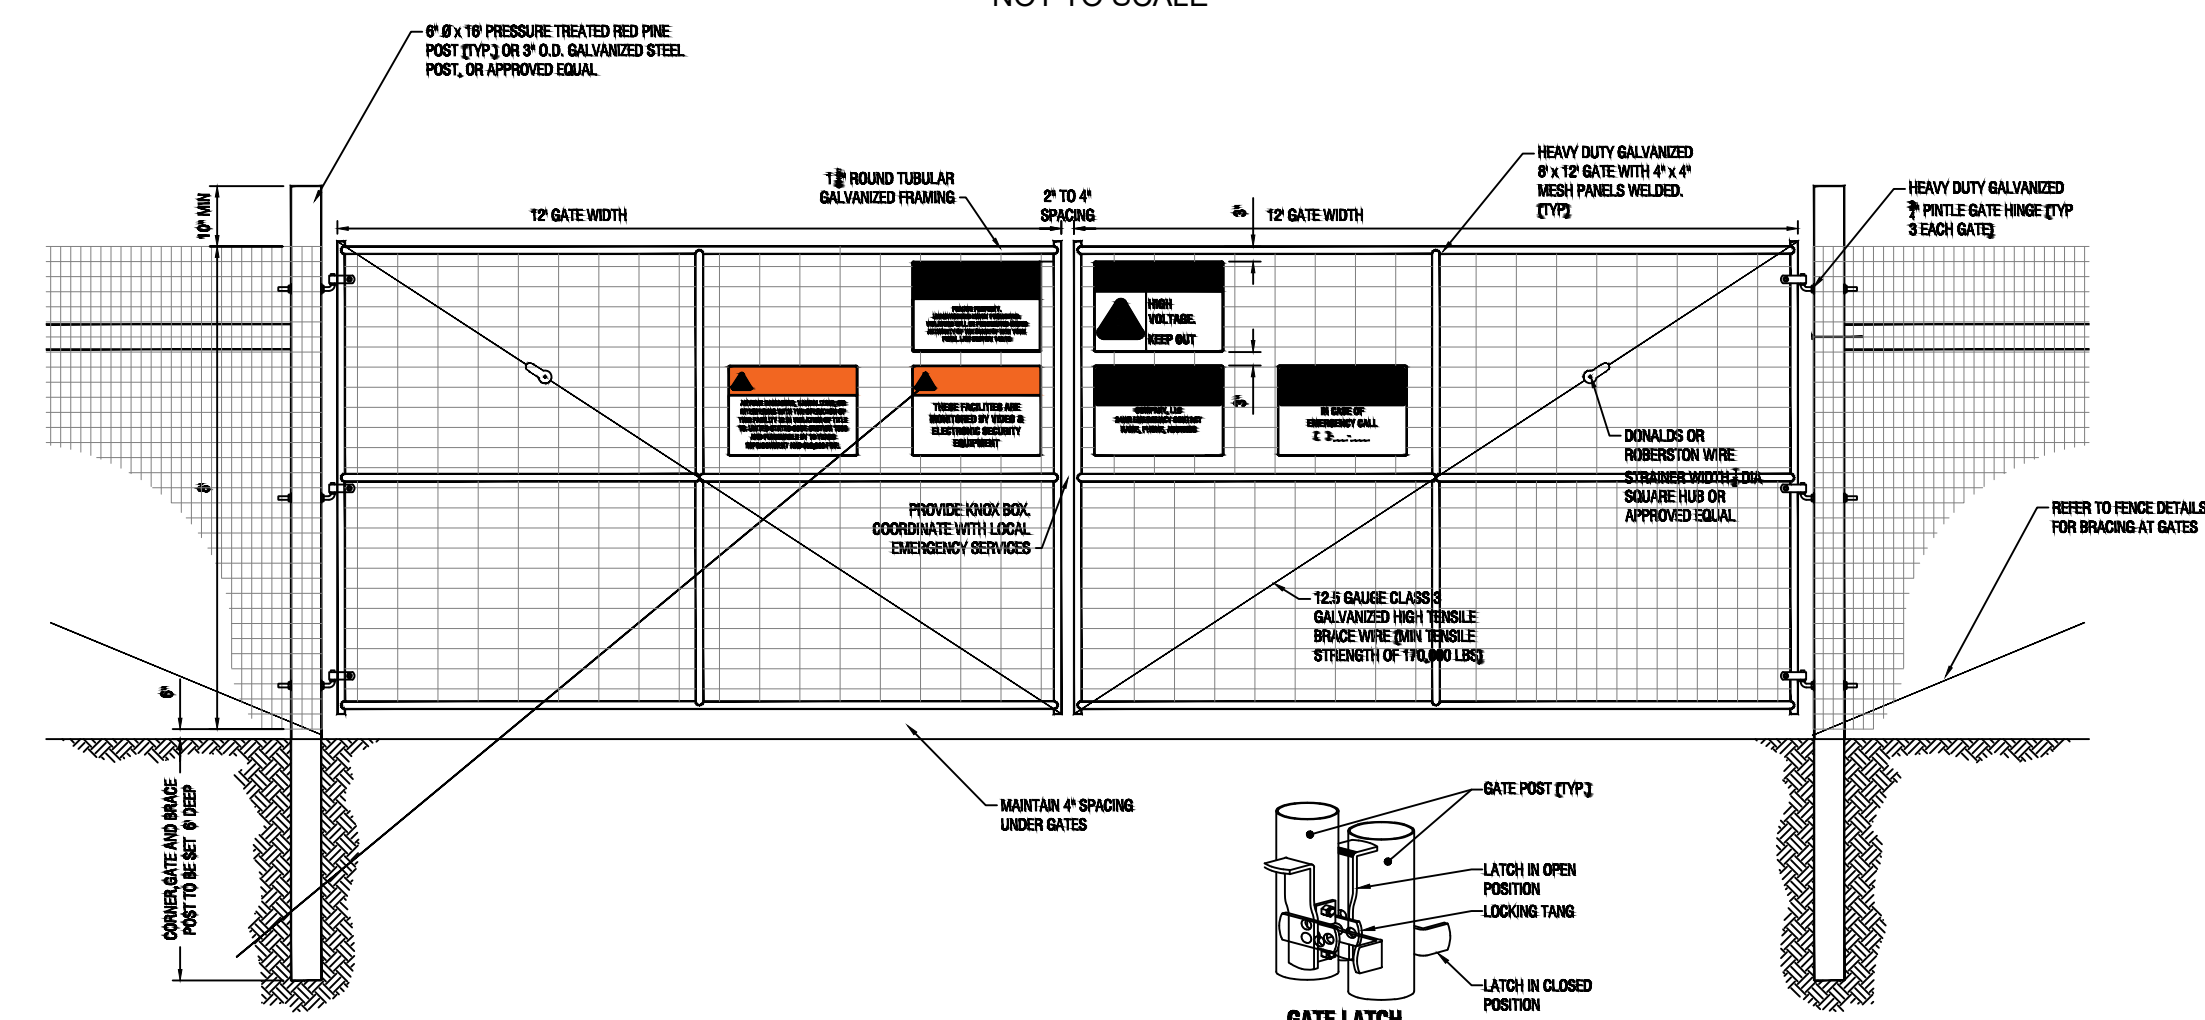 NOT TO SCALE
6" Ø x 16' PRESSURE TREATED RED PINE
POST (TYP.) OR 3" O.D. GALVANIZED STEEL
POST, OR APPROVED EQUAL
ROUND TUBULAR
GALVANIZED FRAMING
2" TO 4"
SPACING
HEAVY DUTY GALVANIZED
8' x 12' GATE WITH 4" x 4"
MESH PANELS WELDED.
(TYP)
HEAVY DUTY GALVANIZED
PINTLE GATE HINGE (TYP
3 EACH GATE)
10" MIN
12' GATE WIDTH
3"
12' GATE WIDTH
HIGH
VOLTAGE.
KEEP OUT
3"
THESE FACILITIES ARE
MONITORED BY VIDEO &
ELECTRONIC SECURITY
EQUIPMENT
COMPANY, LLC
IN CASE OF
EMERGENCY CALL
DONALDS OR
ROBERSTON WIRE
STRAINER WIDTH DIA
SQUARE HUB OR
APPROVED EQUAL
8'
PROVIDE KNOX BOX.
COORDINATE WITH LOCAL
EMERGENCY SERVICES
REFER TO FENCE DETAILS
FOR BRACING AT GATES
12.5 GAUGE CLASS 3
GALVANIZED HIGH TENSILE
BRACE WIRE (MIN TENSILE
STRENGTH OF 170,000 LBS)
6"
CORNER,GATE AND BRACE
POST TO BE SET 6' DEEP
MAINTAIN 4" SPACING
UNDER GATES
GATE POST (TYP.)
LATCH IN OPEN
POSITION
LOCKING TANG
LATCH IN CLOSED
POSITION
GATE LATCH